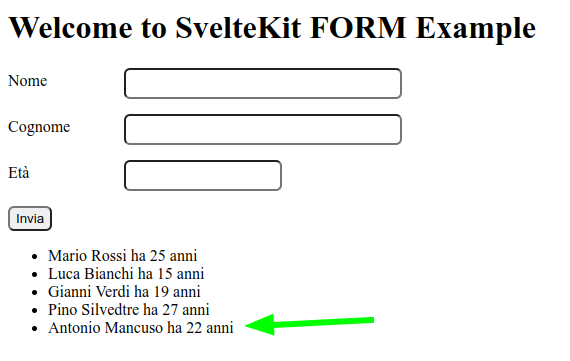 Welcome to SvelteKit FORM Example
Nome
Cognome
Età
Invia
Mario Rossi ha 25 anni
Luca Bianchi ha 15 anni
Gianni Verdi ha 19 anni
Pino Silvedtre ha 27 anni
Antonio Mancuso ha 22 anni